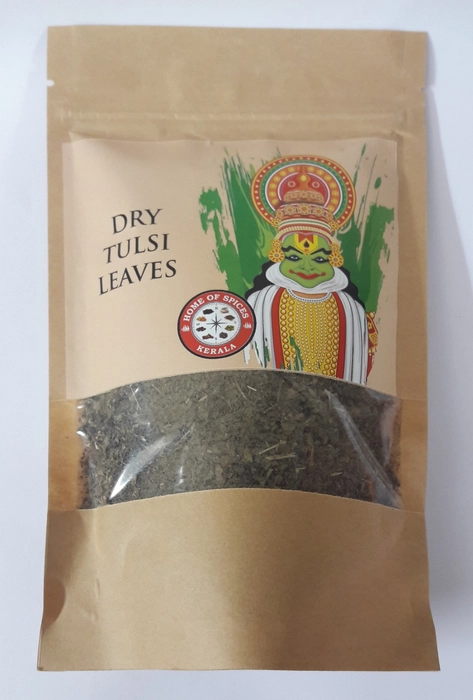 DRY
TULSI
LEAVES
HOME OF SPICES
KERALA